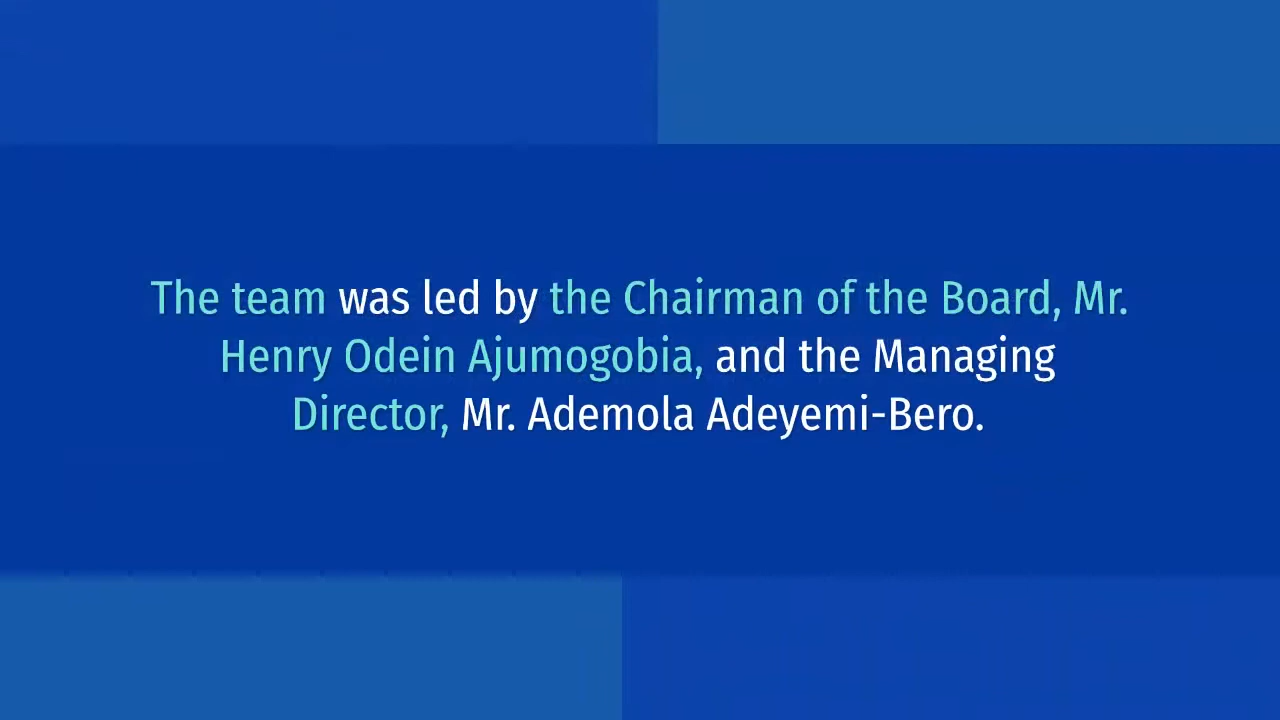 The team was led by the Chairman of the Board, Mr.
Henry Odein Ajumogobia, and the Managing
Director, Mr. Ademola Adeyemi-Bero.